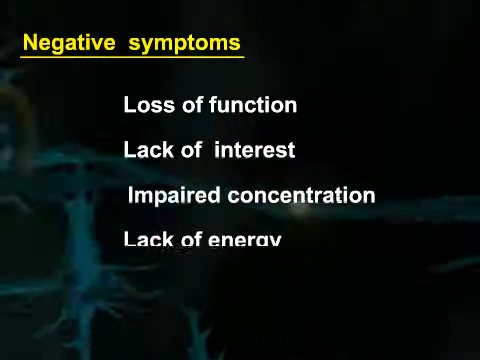 Negative symptoms
Loss of function
Lack of interest
Impaired concentration
Lack of energy